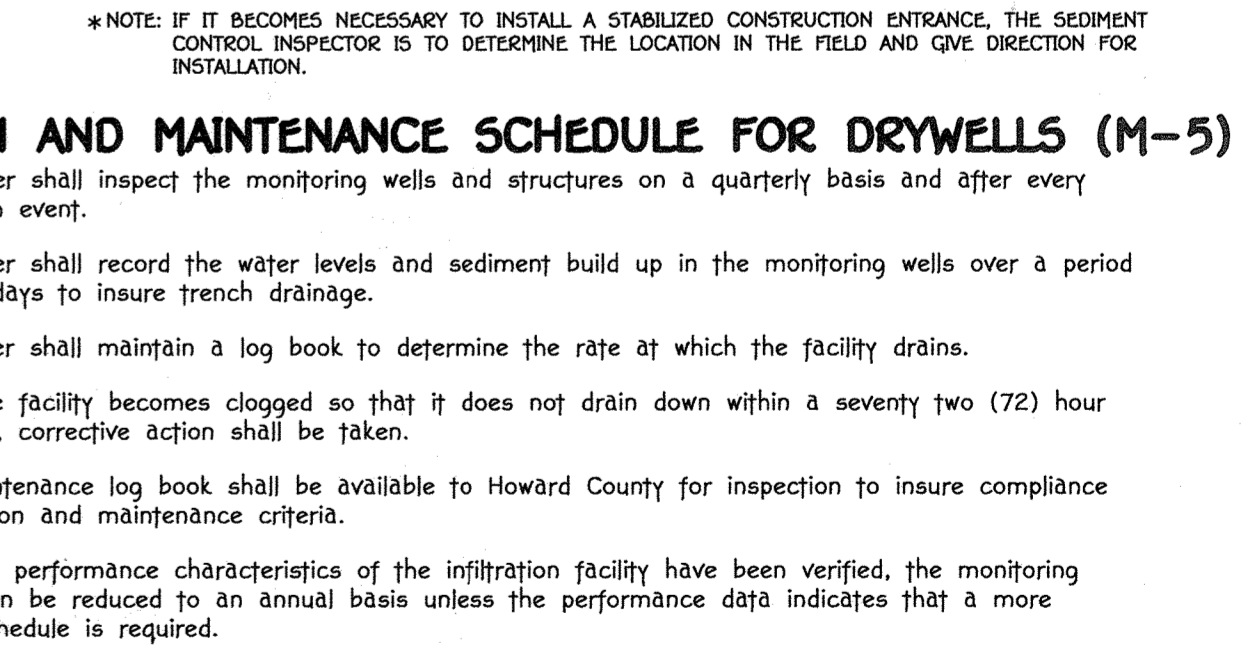 * NOTE: IF IT BECOMES NECESSARY TO INSTALL A STABILIZED CONSTRUCTION ENTRANCE, THE SEDIMENT
CONTROL INSPECTOR IS TO DETERMINE THE LOCATION IN THE FIELD AND GIVE DIRECTION FOR
INSTALLATION.
AND MAINTENANCE SCHEDULE FOR DRYWELLS (M-5)
er shall inspect the monitoring wells and structures on a quarterly basis and after every
event.
er shall record the water levels and sediment build up in the monitoring wells over a period
days to insure trench drainage.
er shall maintain a log book to determine the rate at which the facility drains.
facility becomes clogged so that it does not drain down within a seventy two (72) hour
, corrective action shall be taken.
tenance log book shall be available to Howard County for inspection to insure compliance
on and maintenance criteria.
performance characteristics of the infiltration facility have been verified, the monitoring
n be reduced to an annual basis unless the performance data indicates that a more
hedule is required.